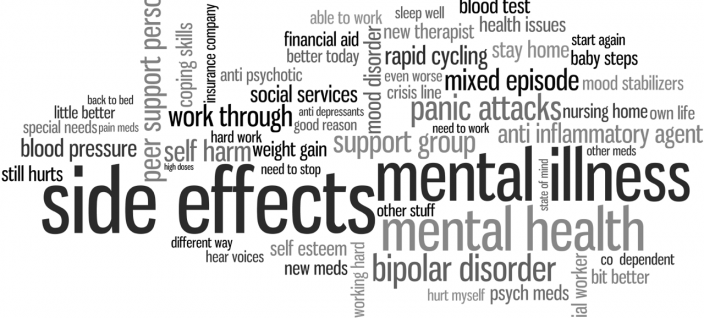 blood test
able to work
sleep well
health issues
financial aid
new therapist
start again
better today
rapid cycling
stay home
baby steps
peer support perso
coping skills
insurance company
anti psychotic
mood disorder
even worse
mixed episode
mood stabilizers
social services
crisis line
back to bed
little better
work through
anti depressants
panic attacks
nursing home
own life
special needs
pain meds
good reason
hard work
need to work
anti inflammatory agent
blood pressure
self harm
weight gain
support group
other meds
still hurts
high doses
need to stop
side effects
mental illness
state of mind
other stuff
mental health
different way
hear voices
self esteem
working hard
new meds
bipolar disorder
ial worker
co dependent
bit better
hurt myself
psych meds